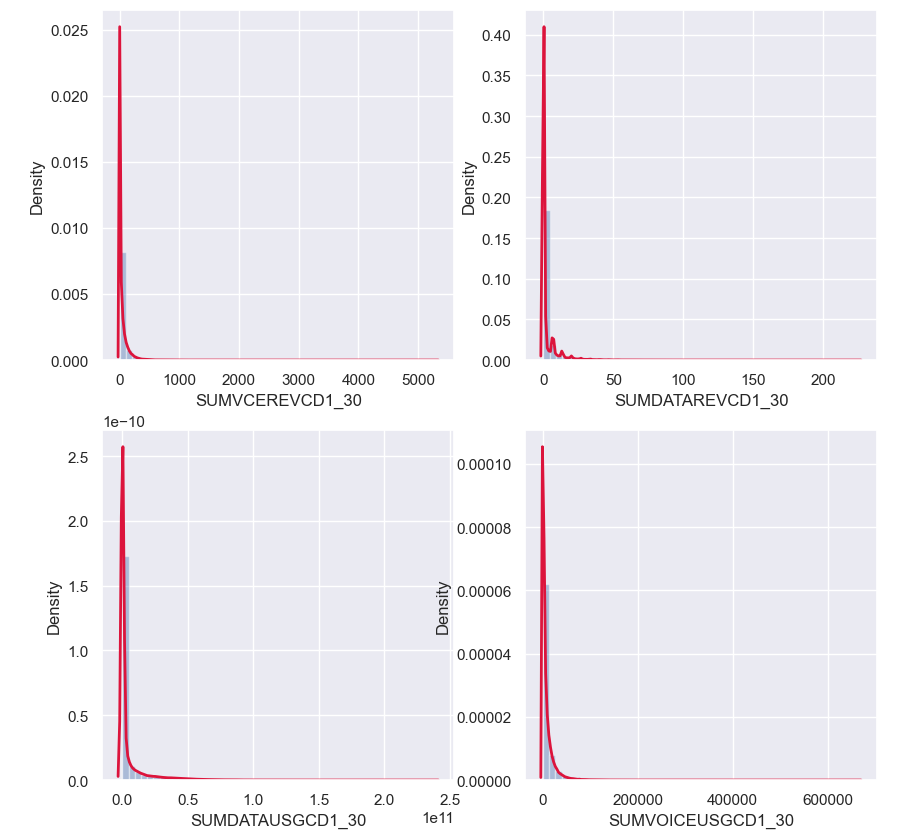 0.025
0.020
0.015
0.010
0.005
0.000
Density
0 1000 2000 3000 4000 5000
SUMVCEREVCD1_30
0.40
0.35
0.30
0.25
0.20
0.15
0.10
0.05
0.00
Density
0 50 100 150 200
SUMDATAREVCD1_30
1e−10
2.5
2.0
1.5
1.0
0.5
0.0
Density
0.0 0.5 1.0 1.5 2.0 2.5
1e11
SUMDATAUSGCD1_30
0.00010
0.00008
0.00006
0.00004
0.00002
0.00000
Density
0 200000 400000 600000
SUMVOICEUSGCD1_30